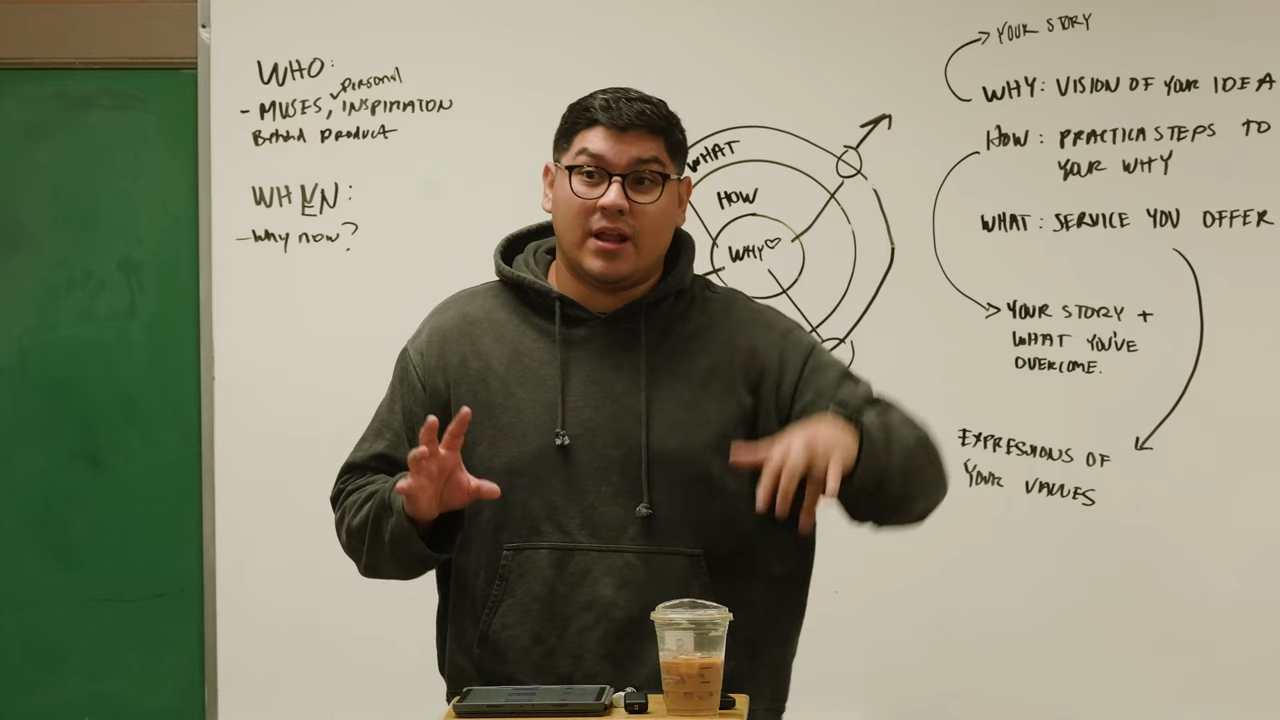 WHO:
personal
- MUSES, INSPIRATION
Behind product
WHEN:
- Why now?
WHAT
HOW
WHY♡
YOUR STORY
WHY: VISION OF YOUR IDEA
HOW: PRACTICA STEPS TO
YOUR WHY
WHAT: SERVICE YOU OFFER
YOUR STORY +
WHAT YOU'VE
OVERCOME.
EXPRESSIONS OF
YOUR VALUES